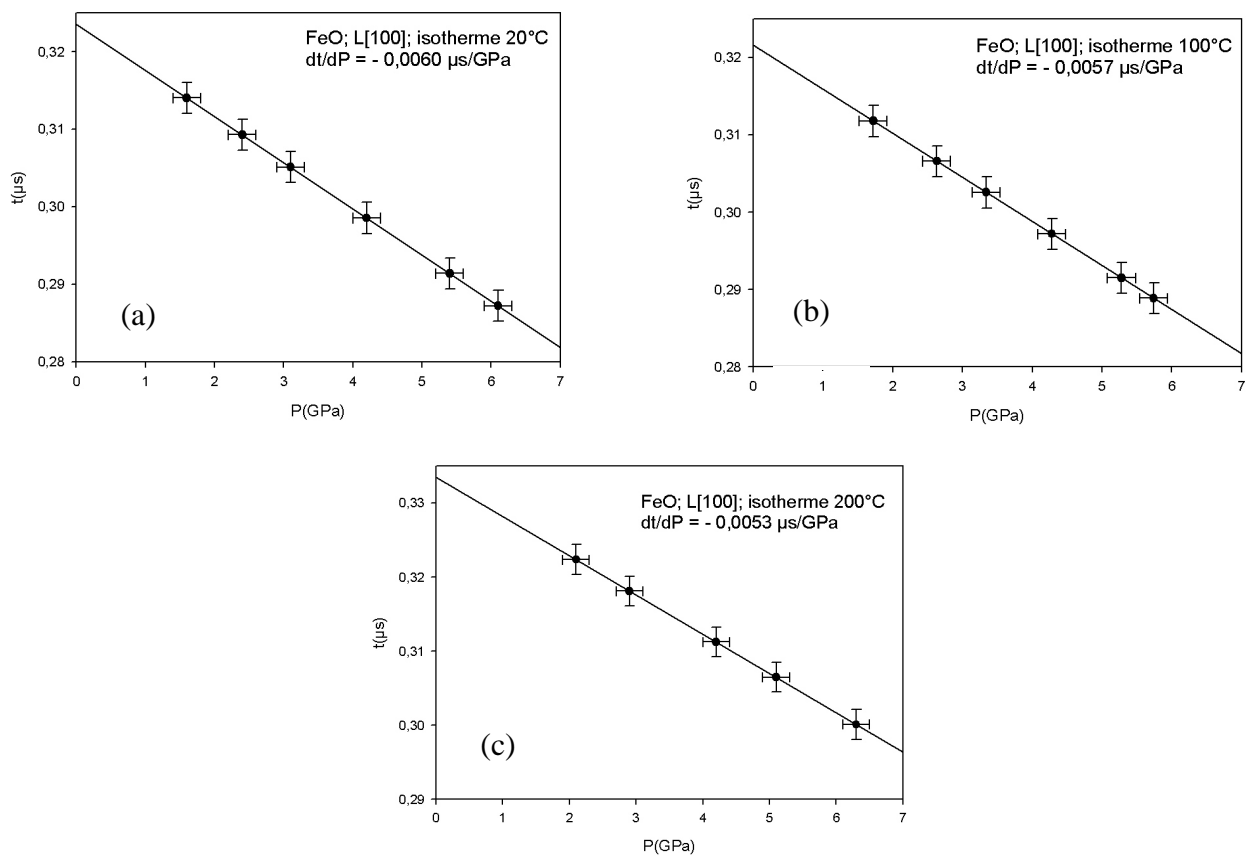 FeO; L[100]; isotherme 20°C
dt/dP = - 0,0060 µs/GPa
0,32
0,31
0,30
0,29
0,28
t(µs)
(a)
0 1 2 3 4 5 6 7
P(GPa)
FeO; L[100]; isotherme 100°C
dt/dP = - 0,0057 µs/GPa
0,32
0,31
0,30
0,29
0,28
t(µs)
(b)
0 1 2 3 4 5 6 7
P(GPa)
FeO; L[100]; isotherme 200°C
dt/dP = - 0,0053 µs/GPa
0,33
0,32
0,31
0,30
0,29
t(µs)
(c)
0 1 2 3 4 5 6 7
P(GPa)